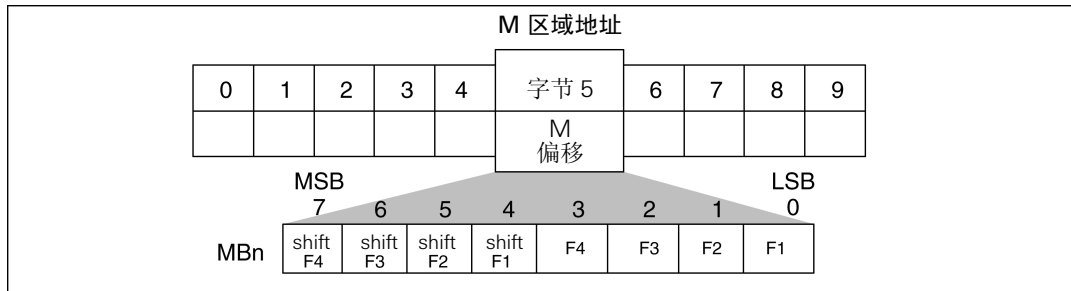 M 区域地址
0 1 2 3 4 字节 5 6 7 8 9
M
偏移
MSB LSB
7 6 5 4 3 2 1 0
MBn shift F4 shift F3 shift F2 shift F1 F4 F3 F2 F1